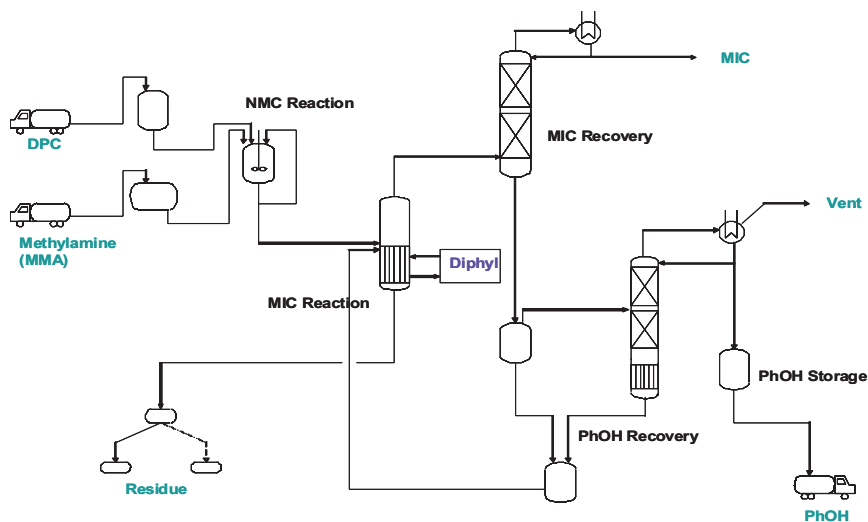 MIC
NMC Reaction
MIC Recovery
DPC
Vent
Methylamine
(MMA)
Diphyl
MIC Reaction
PhOH Storage
PhOH Recovery
Residue
PhOH